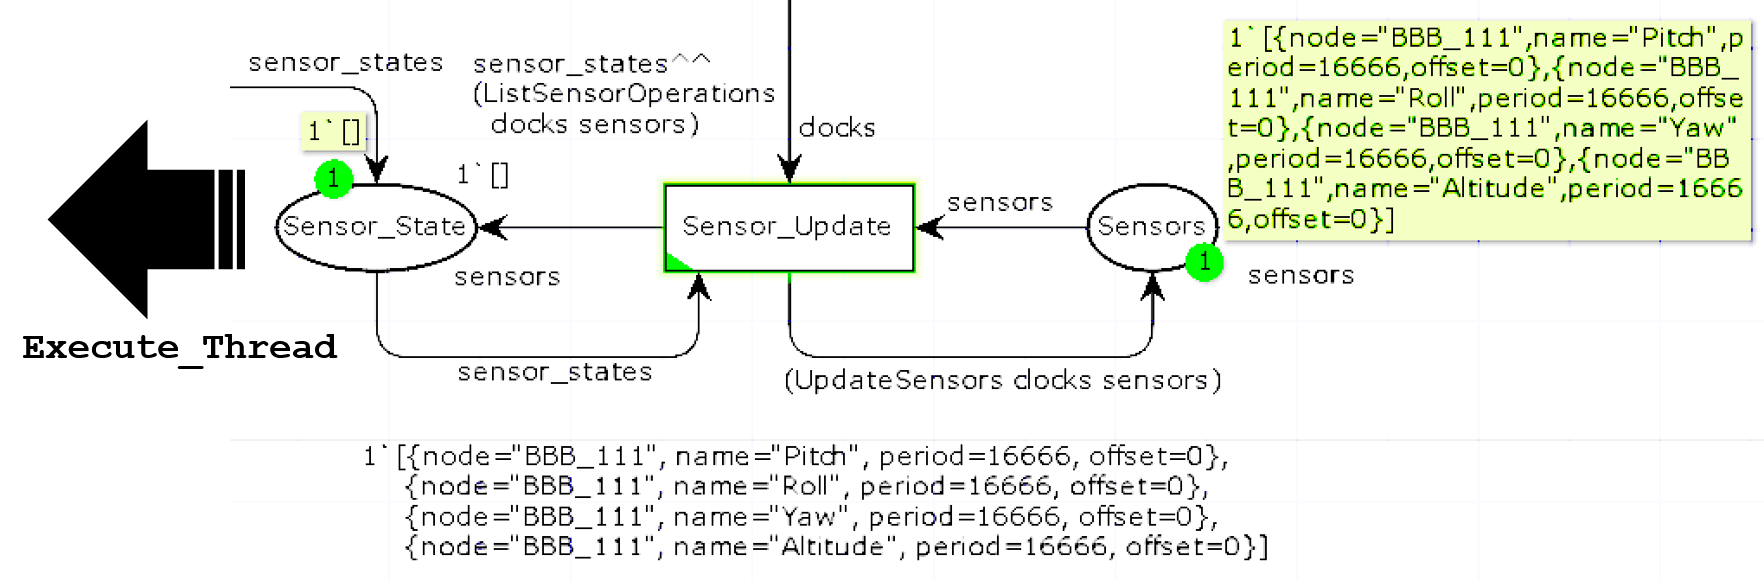 sensor_states
sensor_states^^
(ListSensorOperations
clocks sensors)
clocks
1`[]
1
1`[]
Sensor_State
sensors
Sensor_Update
sensors
Sensors
1
sensors
1`[{node="BBB_111",name="Pitch",p
eriod=16666,offset=0},{node="BBB_
111",name="Roll",period=16666,offse
t=0},{node="BBB_111",name="Yaw"
,period=16666,offset=0},{node="BB
B_111",name="Altitude",period=1666
6,offset=0}]
Execute_Thread
sensor_states
(UpdateSensors clocks sensors)
1`[{node="BBB_111", name="Pitch", period=16666, offset=0},
{node="BBB_111", name="Roll", period=16666, offset=0},
{node="BBB_111", name="Yaw", period=16666, offset=0},
{node="BBB_111", name="Altitude", period=16666, offset=0}]